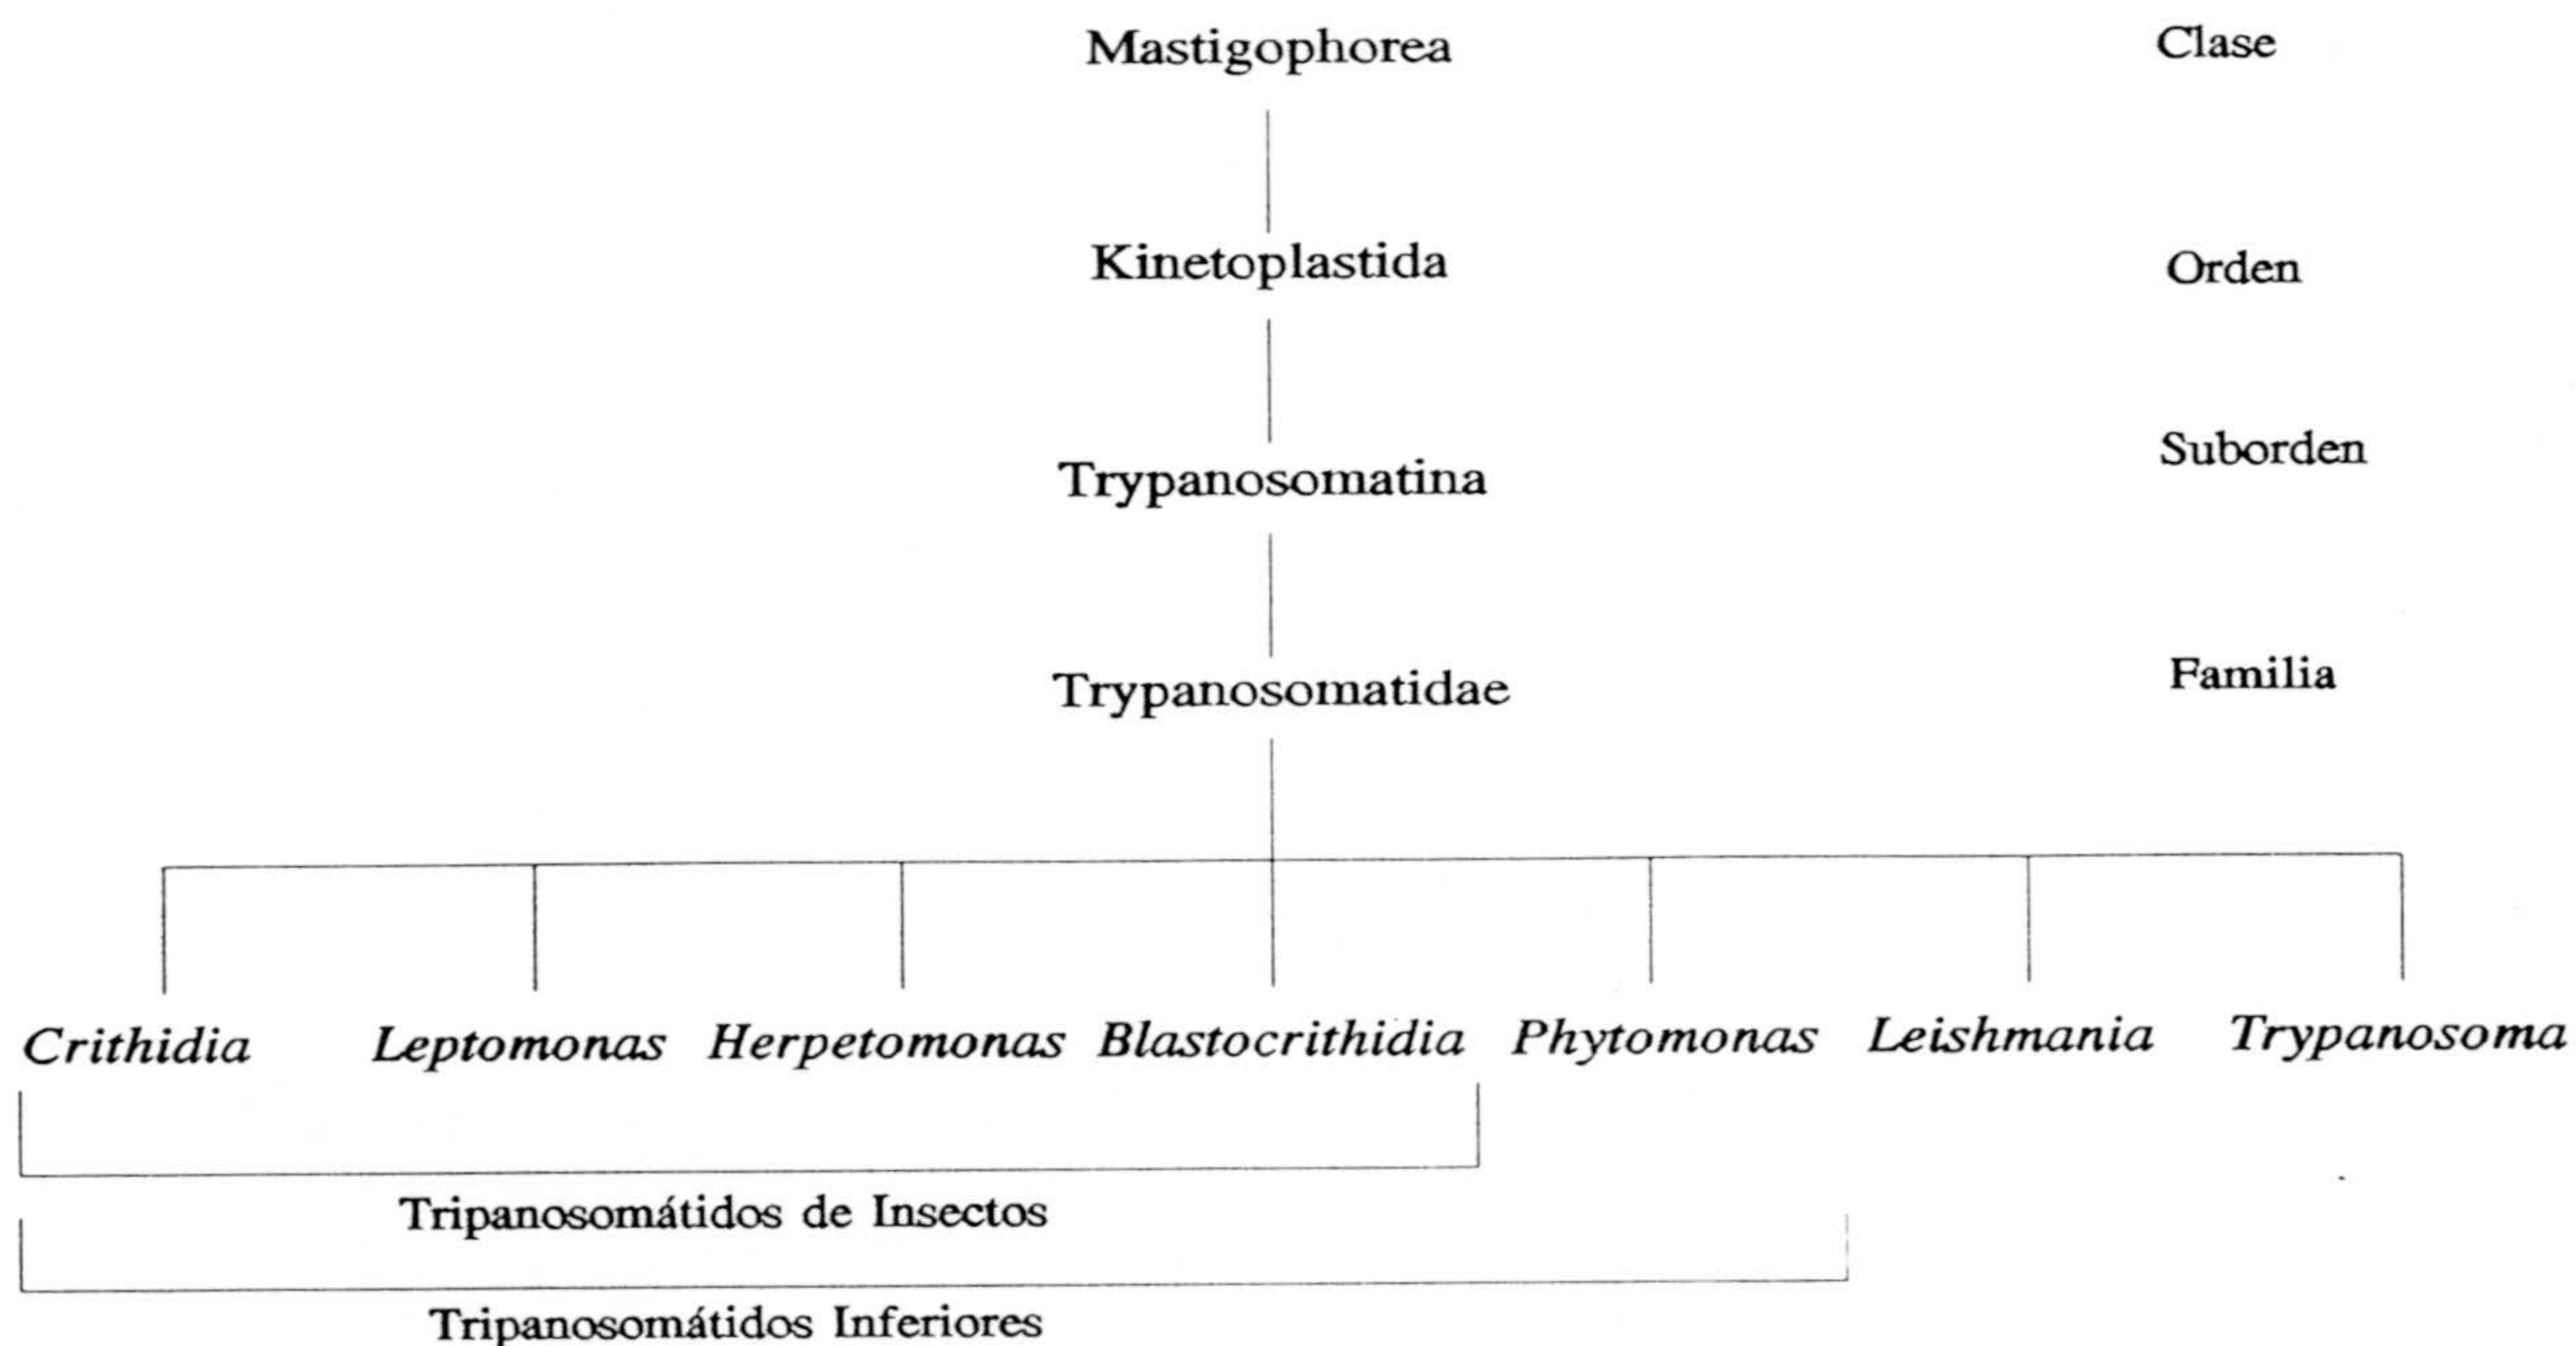 Mastigophorea Clase
Kinetoplastida Orden
Trypanosomatina Suborden
Trypanosomatidae Familia
Crithidia Leptomonas Herpetomonas Blastocrithidia Phytomonas Leishmania Trypanosoma
Tripanosomátidos de Insectos
Tripanosomátidos Inferiores